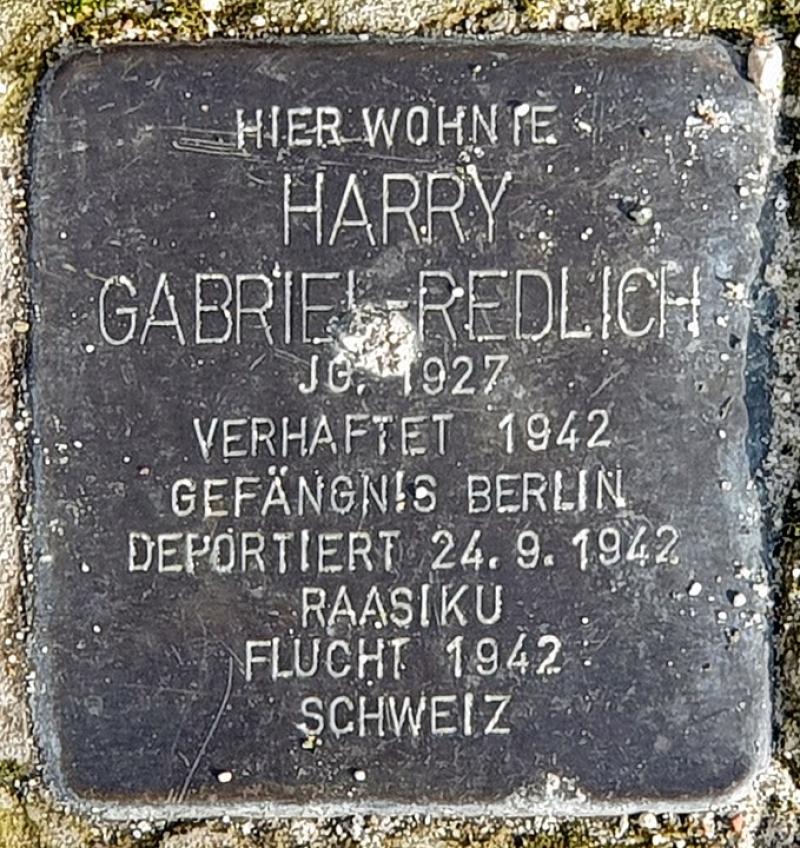 HIER WOHNTE
HARRY
GABRIEL-REDLICH
JG. 1927
VERHAFTET 1942
GEFÄNGNIS BERLIN
DEPORTIERT 24.9.1942
RAASIKU
FLUCHT 1942
SCHWEIZ